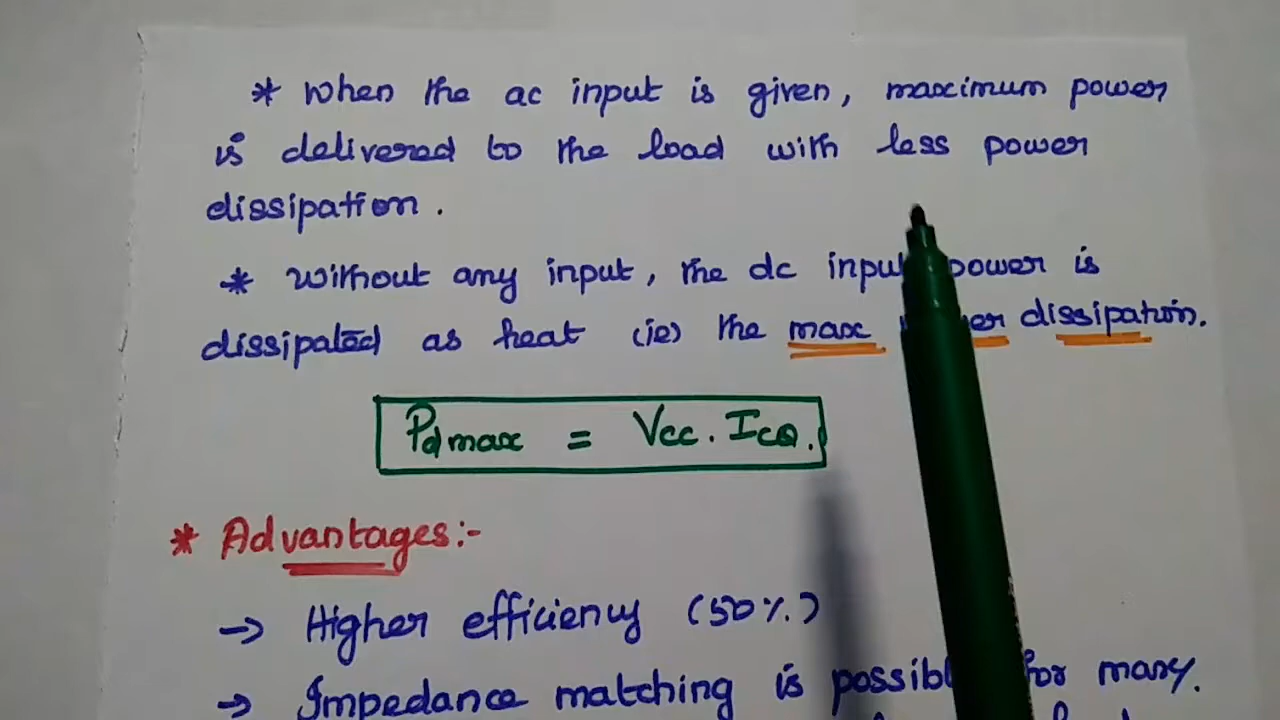 * when the ac input is given, maximum power
is delivered to the load with less power
dissipation.
* without any input, the dc input power is
dissipated as heat (ie) the max dissipation.
Pdmax = Vcc. IcQ.
* Advantages:-
→ Higher efficiency (50%)
→ Impedance matching is possible for max.